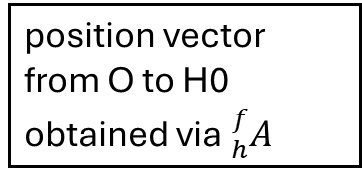 position vector
from O to H0
obtained via $^{f}_{h}A$